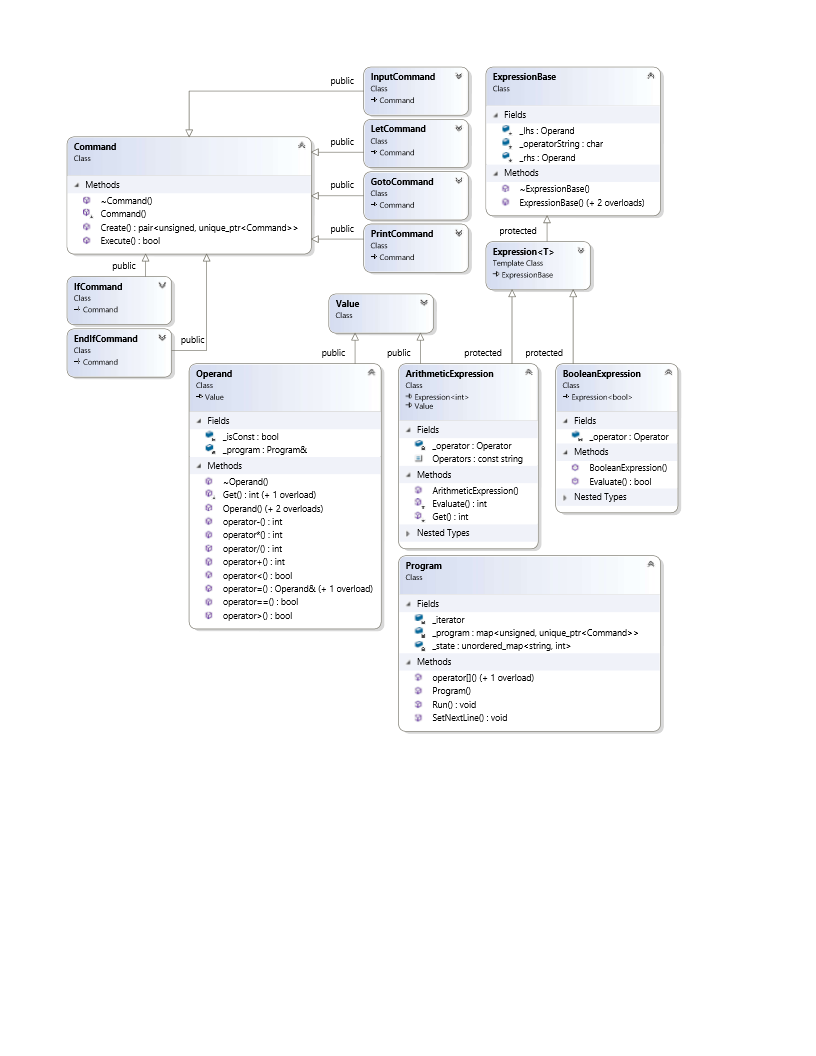 public
InputCommand
Class
Command
ExpressionBase
Class
Fields
_lhs : Operand
_operatorString : char
_rhs : Operand
Methods
~ExpressionBase()
ExpressionBase() (+ 2 overloads)
public
LetCommand
Class
Command
Command
Class
Methods
~Command()
Command()
Create() : pair<unsigned, unique_ptr<Command>>
Execute() : bool
public
GotoCommand
Class
Command
public
PrintCommand
Class
Command
protected
Expression<T>
Template Class
ExpressionBase
public
IfCommand
Class
Command
EndIfCommand
Class
Command
public
Value
Class
public
public
protected
protected
Operand
Class
Value
Fields
_isConst : bool
_program : Program&
Methods
~Operand()
Get() : int (+ 1 overload)
Operand() (+ 2 overloads)
operator-() : int
operator*() : int
operator/() : int
operator+() : int
operator<() : bool
operator=() : Operand& (+ 1 overload)
operator==() : bool
operator>() : bool
ArithmeticExpression
Class
Expression<int>
Value
Fields
_operator : Operator
Operators : const string
Methods
ArithmeticExpression()
Evaluate() : int
Get() : int
Nested Types
BooleanExpression
Class
Expression<bool>
Fields
_operator : Operator
Methods
BooleanExpression()
Evaluate() : bool
Nested Types
Program
Class
Fields
_iterator
_program : map<unsigned, unique_ptr<Command>>
_state : unordered_map<string, int>
Methods
operator[]() (+ 1 overload)
Program()
Run() : void
SetNextLine() : void